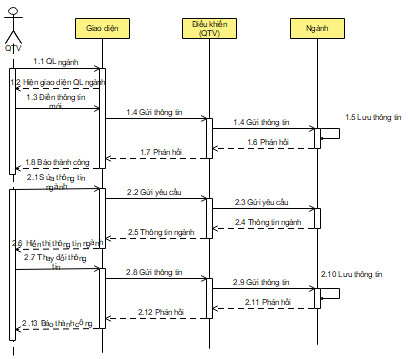 Giao diện
Điều khiển
(QTV)
Ngành
QTV
1.1 QL ngành
1.2 Hiện giao diện QL ngành
1.3 Điền thông tin
mới
1.4 Gửi thông tin
1.4 Gửi thông tin
1.5 Lưu thông tin
1.6 Phản hồi
1.7 Phản hồi
1.8 Báo thành công
2.1 Sửa thông tin
ngành
2.2 Gửi yêu cầu
2.3 Gửi yêu cầu
2.4 Thông tin ngành
2.5 Thông tin ngành
2.6 Hiển thị thông tin ngành
2.7 Thay đổi thông
tin
2.8 Gửi thông tin
2.9 Gửi thông tin
2.10 Lưu thông tin
2.11 Phản hồi
2.12 Phản hồi
2.13 Báo thành công